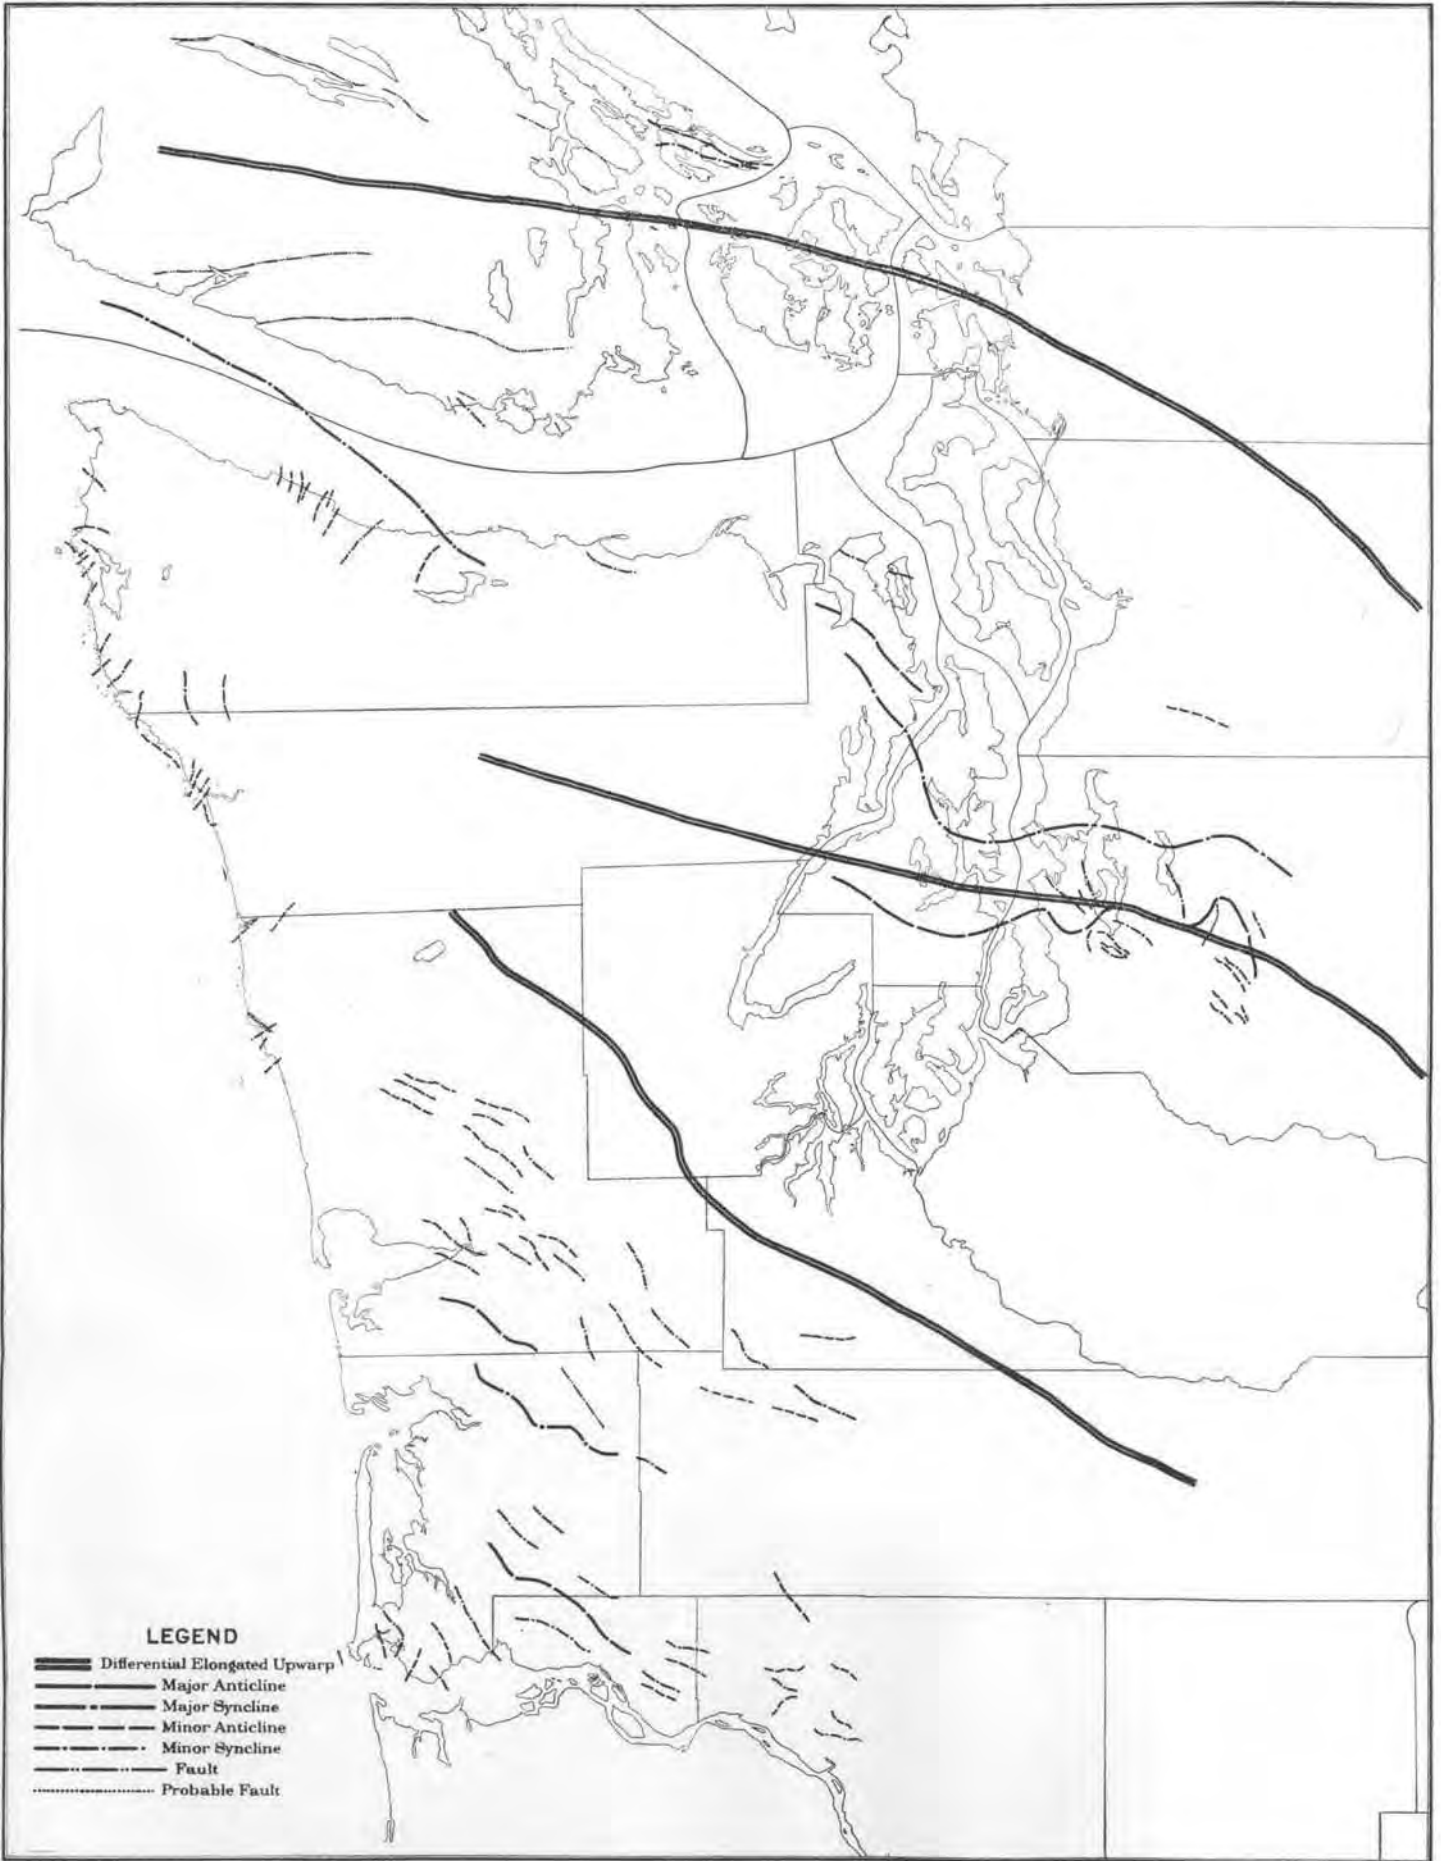 LEGEND
Differential Elongated Upwarp
Major Anticline
Major Syncline
Minor Anticline
Minor Syncline
Fault
Probable Fault